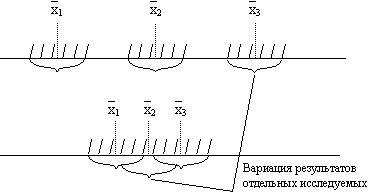 x̅1 x̅2 x̅3
x̅1 x̅2 x̅3
Вариация результатов
отдельных исследуемых